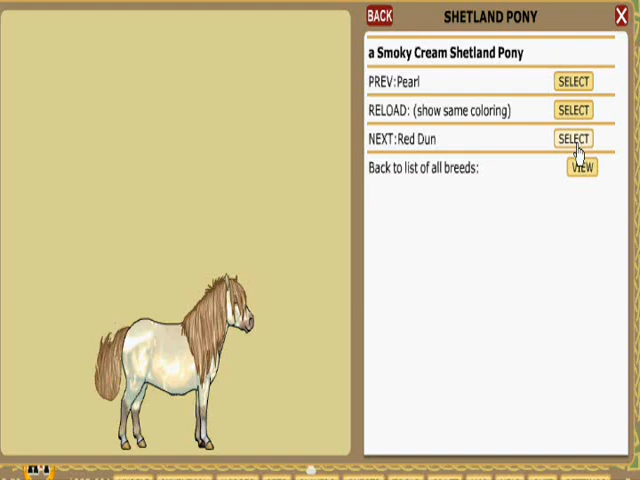 BACK SHETLAND PONY X
a Smoky Cream Shetland Pony
PREV:Pearl SELECT
RELOAD: (show same coloring) SELECT
NEXT:Red Dun SELECT
Back to list of all breeds: VIEW